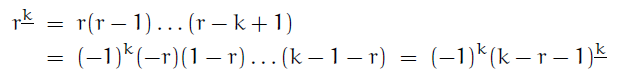 r^{\underline{k}} = r(r − 1) . . . (r − k + 1)
= (−1)^k(−r)(1 − r) . . . (k − 1 − r) = (−1)^k(k − r − 1)^{\underline{k}}